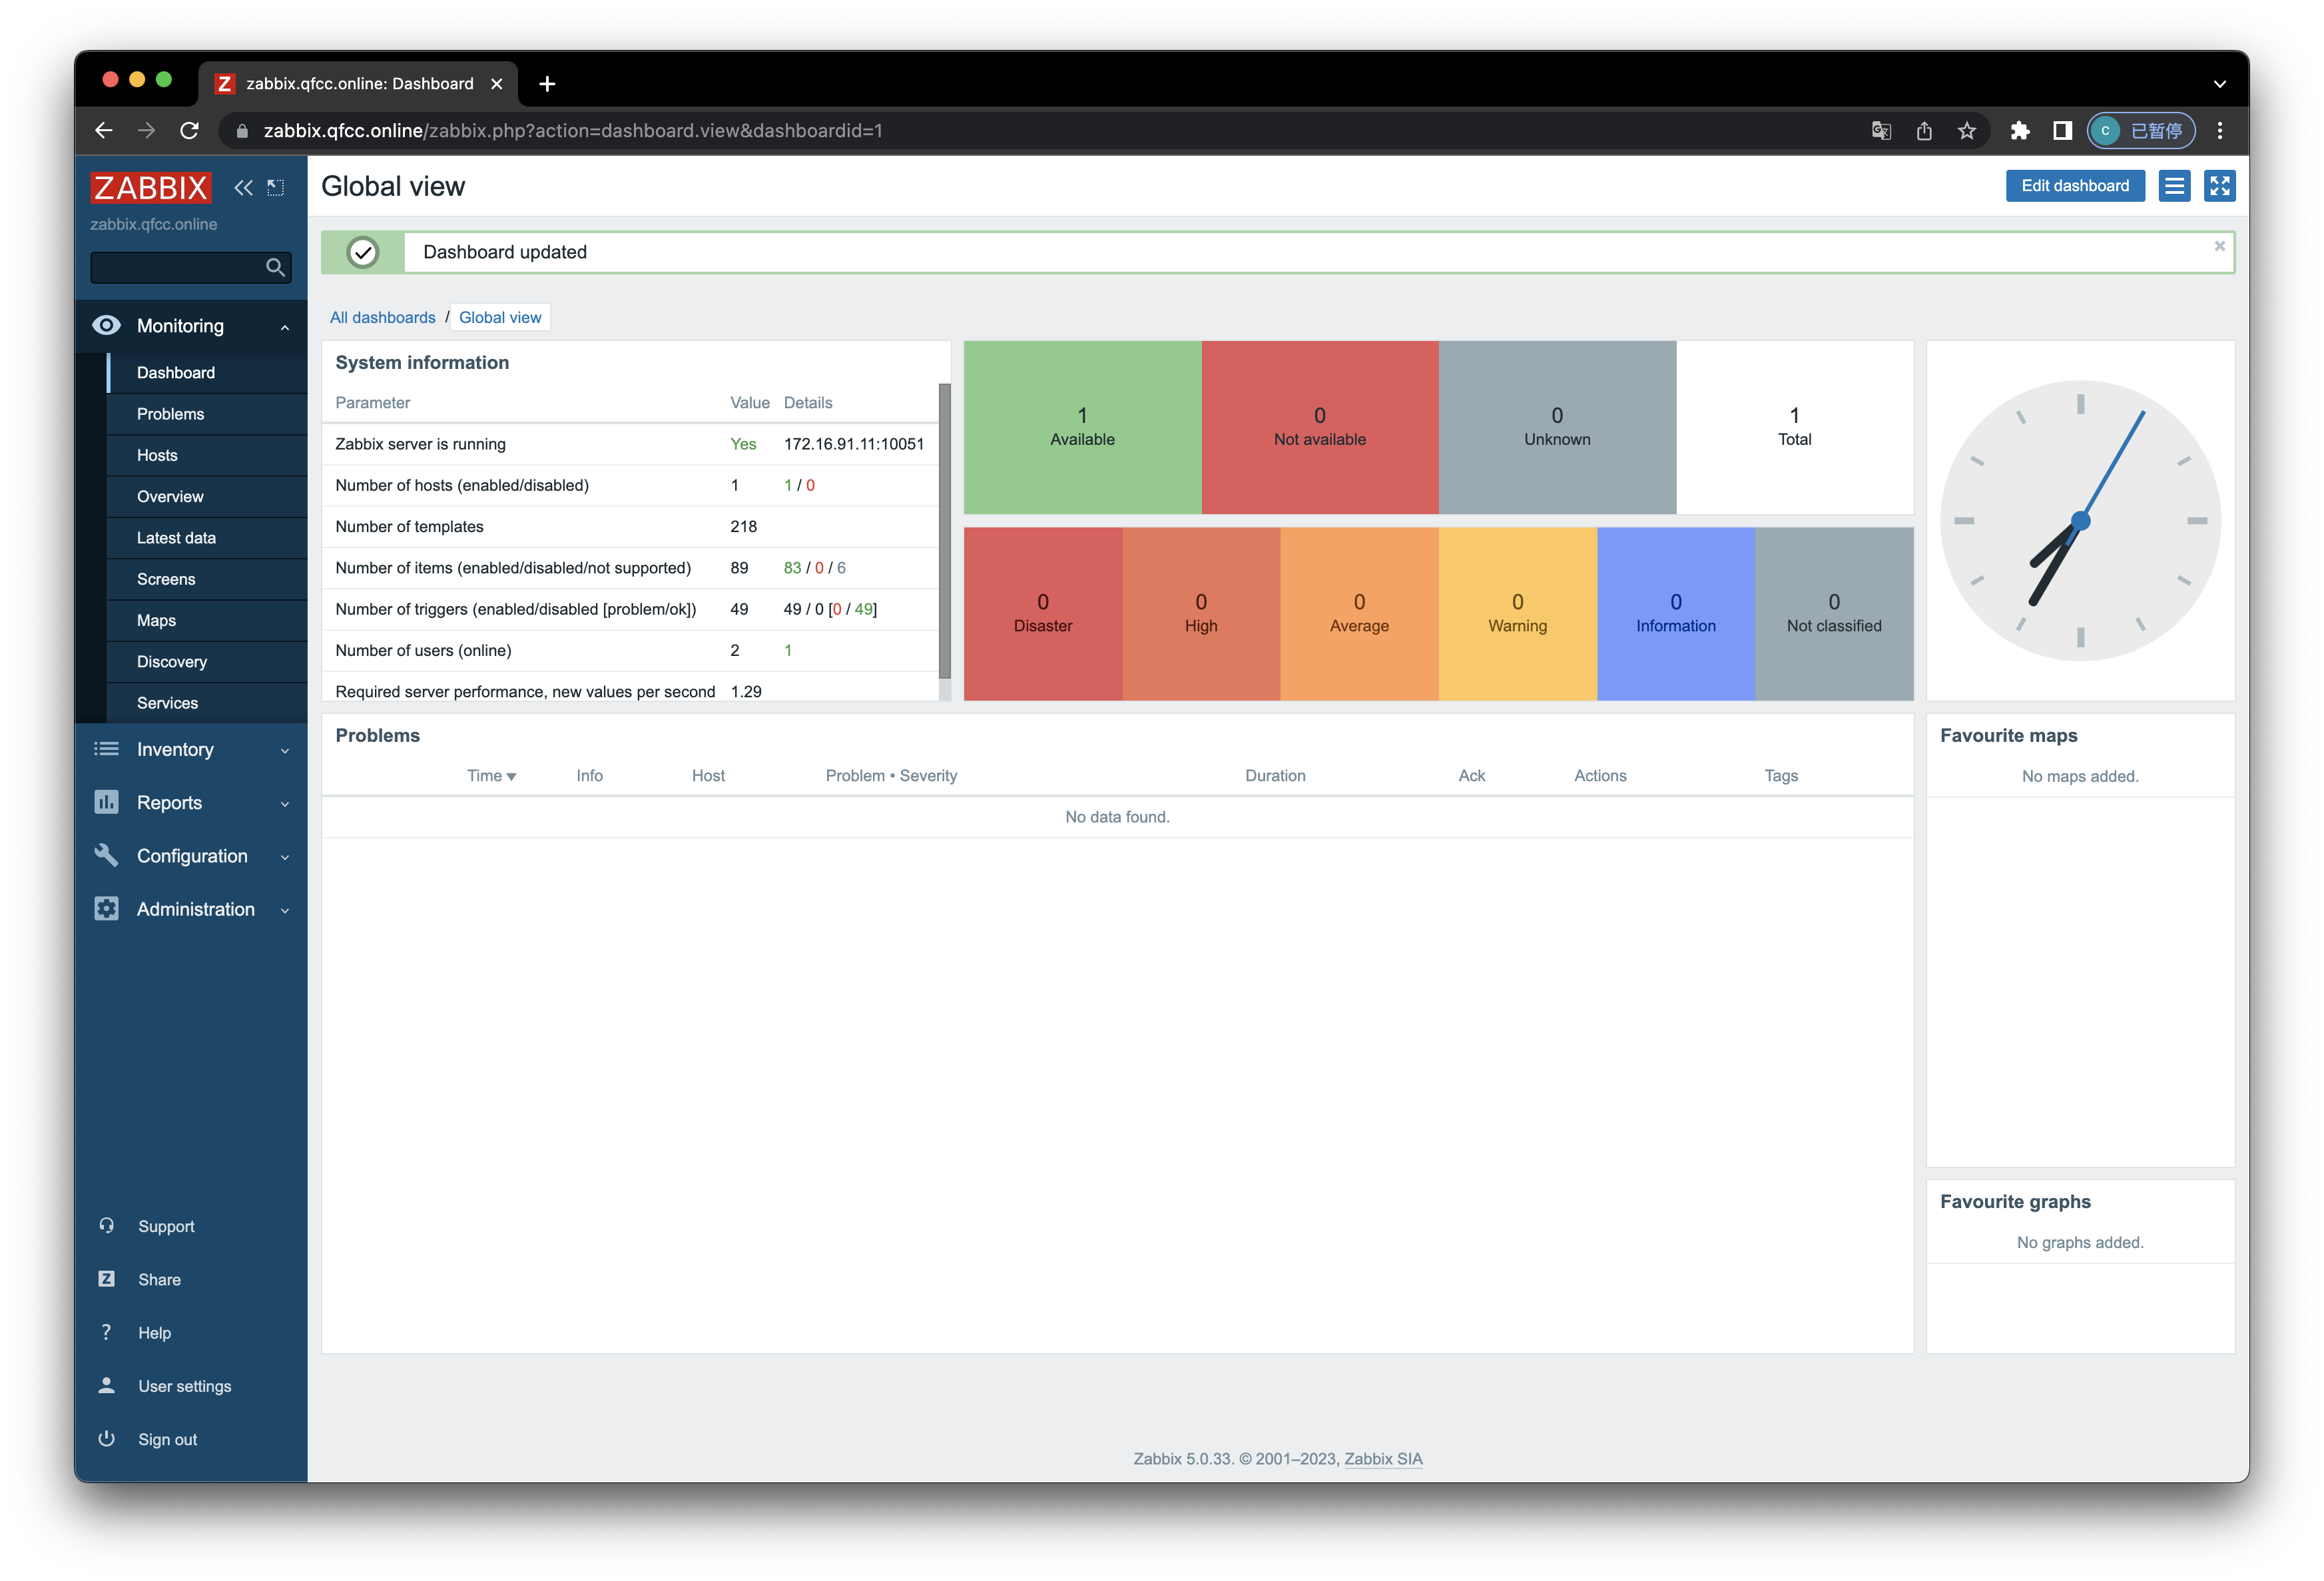 zabbix.qfcc.online: Dashboard
zabbix.qfcc.online/zabbix.php?action=dashboard.view&dashboardid=1
C 已暂停
ZABBIX
zabbix.qfcc.online
Monitoring
Dashboard
Problems
Hosts
Overview
Latest data
Screens
Maps
Discovery
Services
Inventory
Reports
Configuration
Administration
Support
Share
Help
User settings
Sign out
Global view
Edit dashboard
Dashboard updated
All dashboards / Global view
System information
Parameter Value Details
Zabbix server is running Yes 172.16.91.11:10051
Number of hosts (enabled/disabled) 1 1 / 0
Number of templates 218
Number of items (enabled/disabled/not supported) 89 83 / 0 / 6
Number of triggers (enabled/disabled [problem/ok]) 49 49 / 0 [0 / 49]
Number of users (online) 2 1
Required server performance, new values per second 1.29
1 0 0 1
Available Not available Unknown Total
0 0 0 0 0 0
Disaster High Average Warning Information Not classified
Problems
Time ▼ Info Host Problem • Severity Duration Ack Actions Tags
No data found.
Favourite maps
No maps added.
Favourite graphs
No graphs added.
Zabbix 5.0.33. © 2001–2023, Zabbix SIA